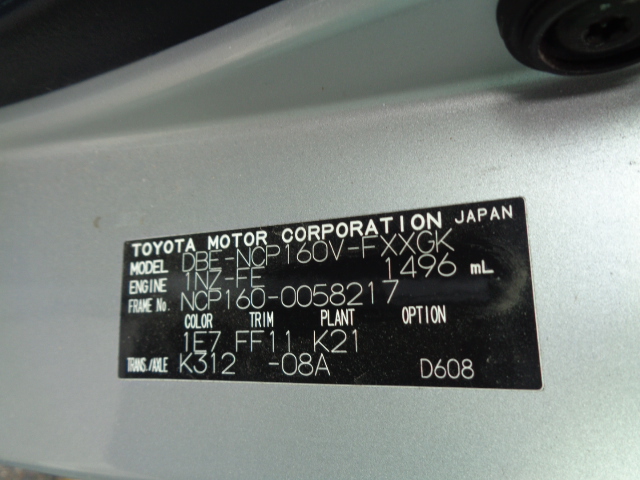 TOYOTA MOTOR CORPORATION JAPAN
MODEL DBE-NCP160V-FXXGK
ENGINE 1NZ-FE 1496 mL
FRAME No. NCP160-0058217
COLOR TRIM PLANT OPTION
1E7 FF11 K21
TRANS./AXLE K312 -08A D608